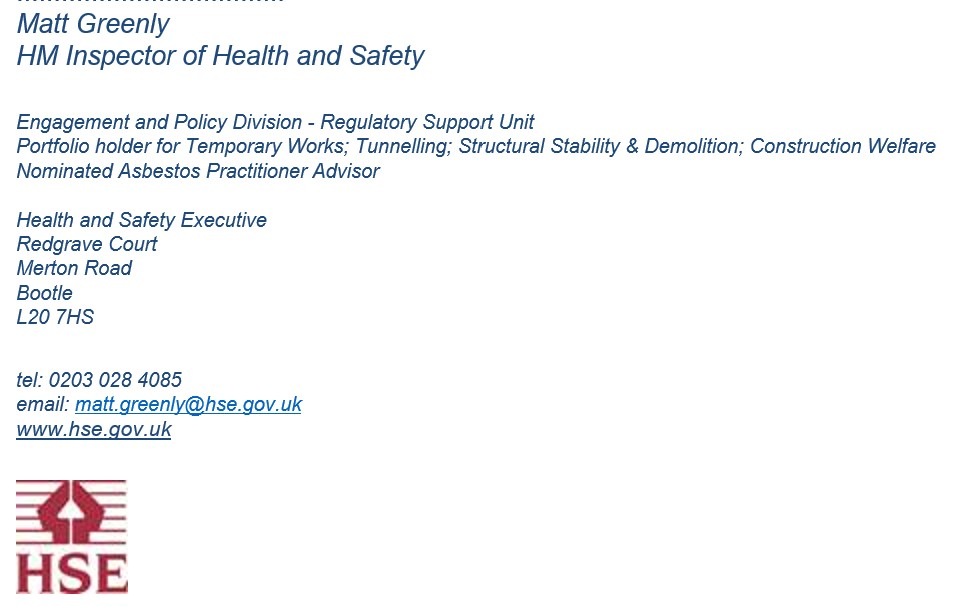 Matt Greenly
HM Inspector of Health and Safety
Engagement and Policy Division - Regulatory Support Unit
Portfolio holder for Temporary Works; Tunnelling; Structural Stability & Demolition; Construction Welfare
Nominated Asbestos Practitioner Advisor
Health and Safety Executive
Redgrave Court
Merton Road
Bootle
L20 7HS
tel: 0203 028 4085
email: matt.greenly@hse.gov.uk
www.hse.gov.uk
HSE